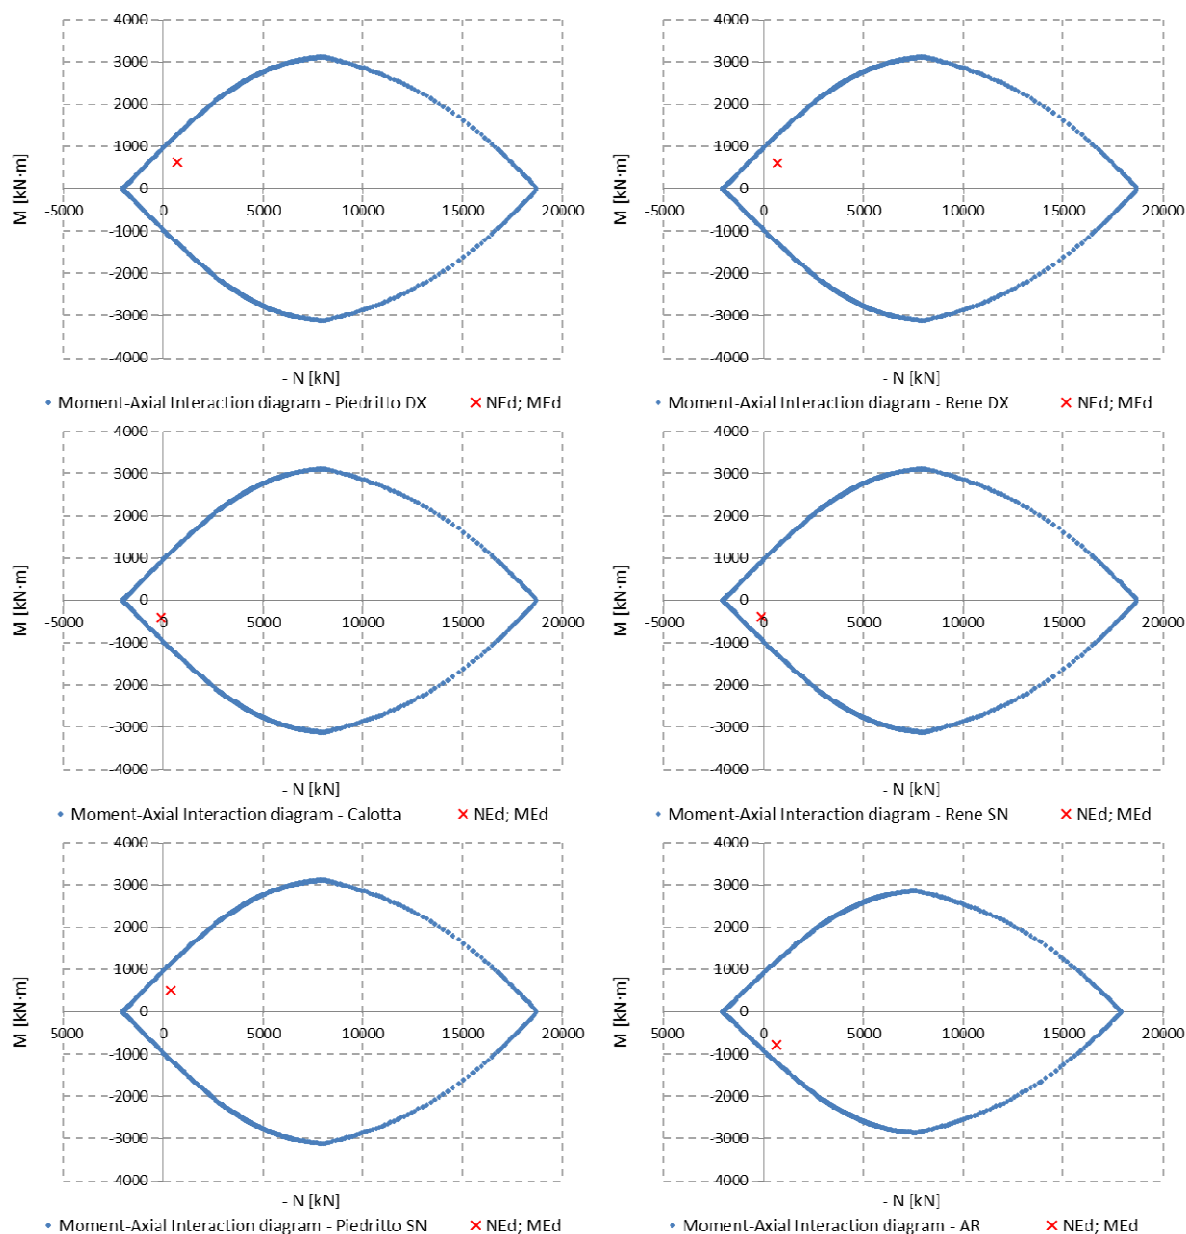 4000
3000
2000
1000
0
-1000
-2000
-3000
-4000
-5000 0 5000 10000 15000 20000
M [kN·m]
- N [kN]
Moment-Axial Interaction diagram - Piedritto DX NEd; MEd
4000
3000
2000
1000
0
-1000
-2000
-3000
-4000
-5000 0 5000 10000 15000 20000
M [kN·m]
- N [kN]
Moment-Axial Interaction diagram - Rene DX NEd; MEd
4000
3000
2000
1000
0
-1000
-2000
-3000
-4000
-5000 0 5000 10000 15000 20000
M [kN·m]
- N [kN]
Moment-Axial Interaction diagram - Calotta NEd; MEd
4000
3000
2000
1000
0
-1000
-2000
-3000
-4000
-5000 0 5000 10000 15000 20000
M [kN·m]
- N [kN]
Moment-Axial Interaction diagram - Rene SN NEd; MEd
4000
3000
2000
1000
0
-1000
-2000
-3000
-4000
-5000 0 5000 10000 15000 20000
M [kN·m]
- N [kN]
Moment-Axial Interaction diagram - Piedritto SN NEd; MEd
4000
3000
2000
1000
0
-1000
-2000
-3000
-4000
-5000 0 5000 10000 15000 20000
M [kN·m]
- N [kN]
Moment-Axial Interaction diagram - AR NEd; MEd